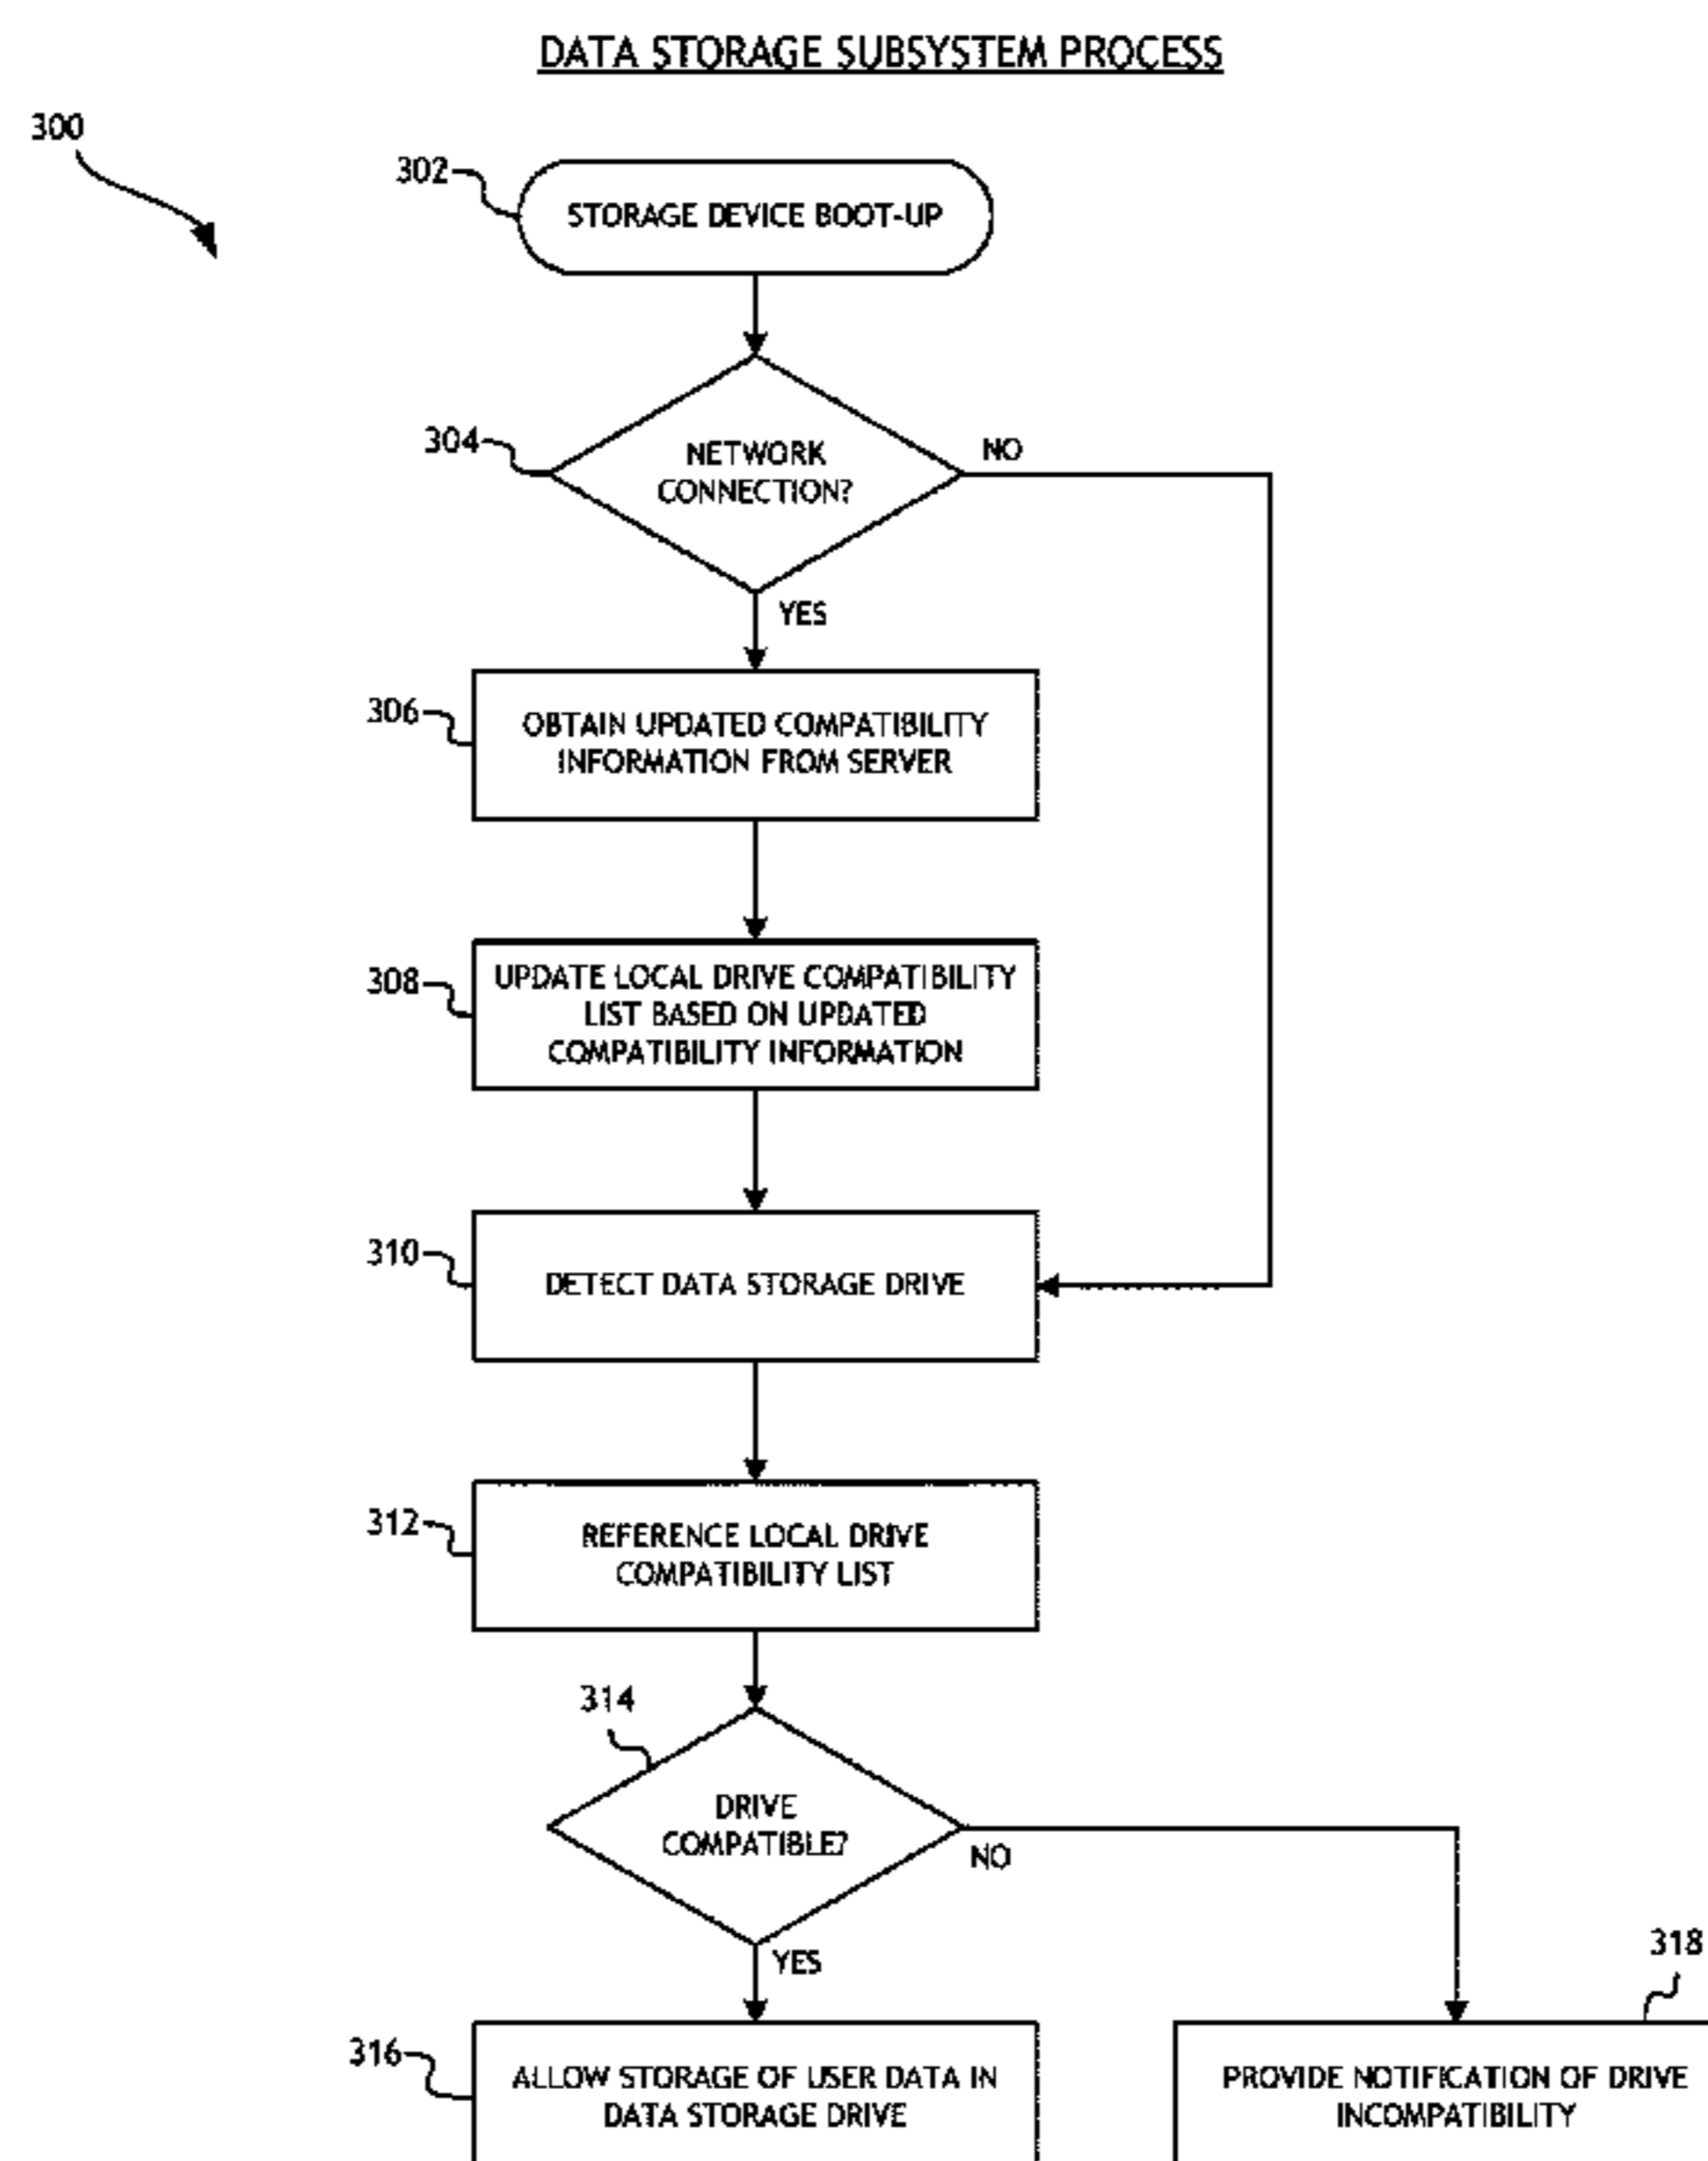 DATA STORAGE SUBSYSTEM PROCESS
300
302
STORAGE DEVICE BOOT-UP
304
NETWORK
CONNECTION?
NO
YES
306
OBTAIN UPDATED COMPATIBILITY
INFORMATION FROM SERVER
308
UPDATE LOCAL DRIVE COMPATIBILITY
LIST BASED ON UPDATED
COMPATIBILITY INFORMATION
310
DETECT DATA STORAGE DRIVE
312
REFERENCE LOCAL DRIVE
COMPATIBILITY LIST
314
DRIVE
COMPATIBLE?
NO
YES
318
316
ALLOW STORAGE OF USER DATA IN
DATA STORAGE DRIVE
PROVIDE NOTIFICATION OF DRIVE
INCOMPATIBILITY